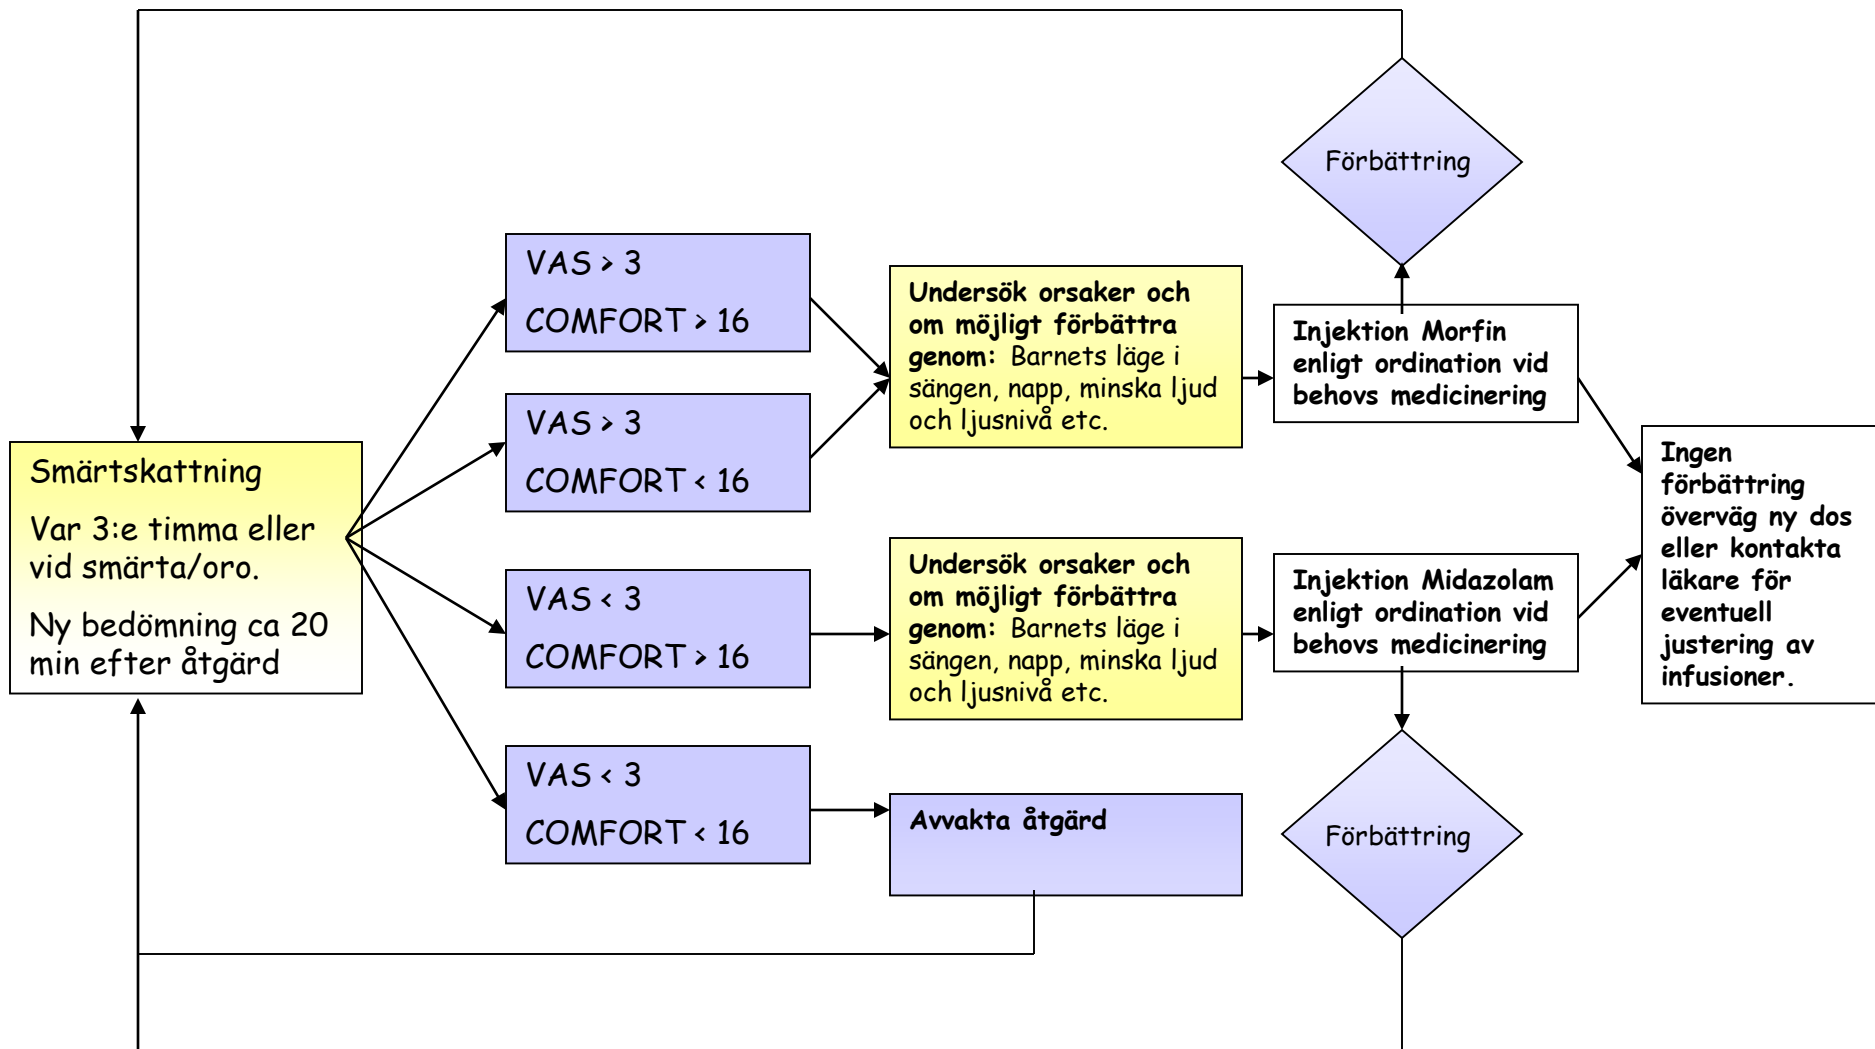 Förbättring
VAS > 3
COMFORT > 16
Undersök orsaker och
om möjligt förbättra
genom: Barnets läge i
sängen, napp, minska ljud
och ljusnivå etc.
Injektion Morfin
enligt ordination vid
behovs medicinering
VAS > 3
COMFORT < 16
Smärtskattning
Var 3:e timma eller
vid smärta/oro.
Ny bedömning ca 20
min efter åtgärd
Ingen
förbättring
överväg ny dos
eller kontakta
läkare för
eventuell
justering av
infusioner.
VAS < 3
COMFORT > 16
Undersök orsaker och
om möjligt förbättra
genom: Barnets läge i
sängen, napp, minska ljud
och ljusnivå etc.
Injektion Midazolam
enligt ordination vid
behovs medicinering
VAS < 3
COMFORT < 16
Avvakta åtgärd
Förbättring